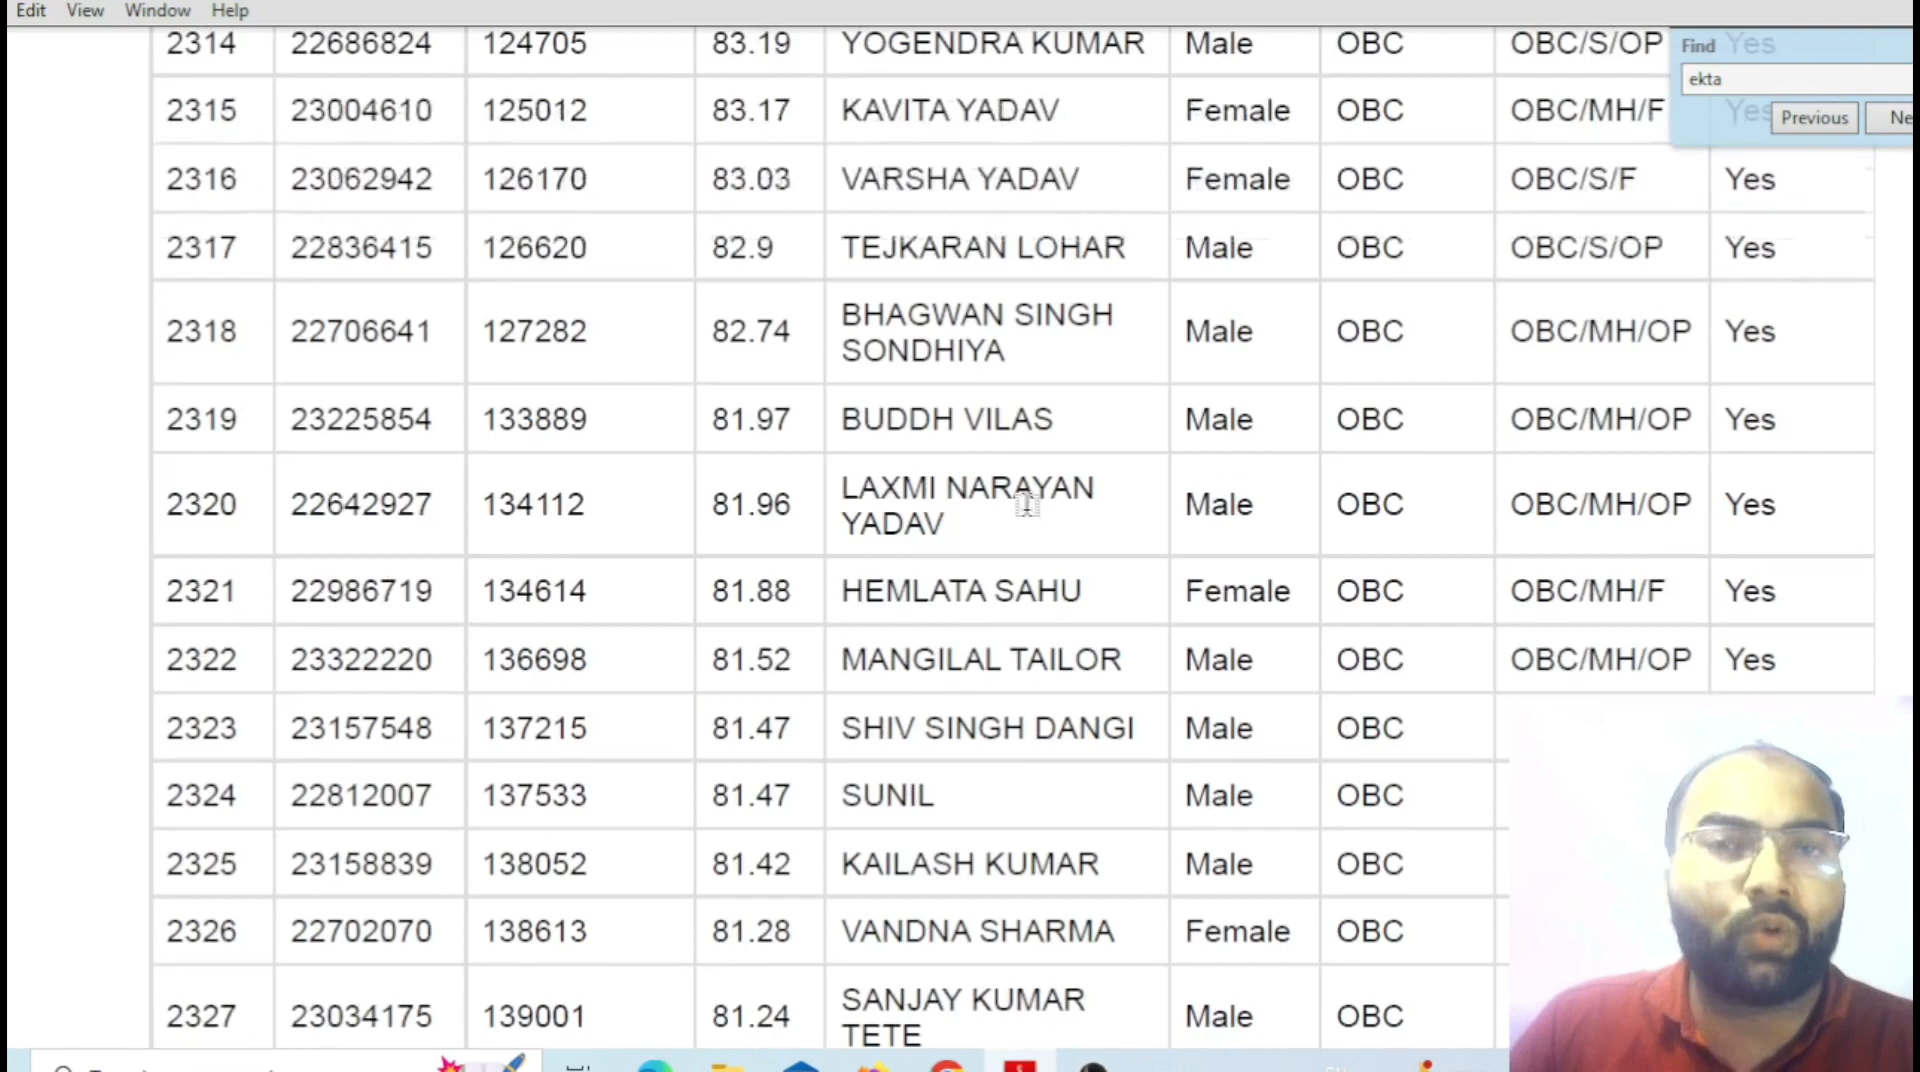 Edit View Window Help
2314 22686824 124705 83.19 YOGENDRA KUMAR Male OBC OBC/S/OP Yes
Find
ekta
Previous Ne
2315 23004610 125012 83.17 KAVITA YADAV Female OBC OBC/MH/F Yes
2316 23062942 126170 83.03 VARSHA YADAV Female OBC OBC/S/F Yes
2317 22836415 126620 82.9 TEJKARAN LOHAR Male OBC OBC/S/OP Yes
2318 22706641 127282 82.74 BHAGWAN SINGH
SONDHIYA Male OBC OBC/MH/OP Yes
2319 23225854 133889 81.97 BUDDH VILAS Male OBC OBC/MH/OP Yes
2320 22642927 134112 81.96 LAXMI NARAYAN
YADAV Male OBC OBC/MH/OP Yes
2321 22986719 134614 81.88 HEMLATA SAHU Female OBC OBC/MH/F Yes
2322 23322220 136698 81.52 MANGILAL TAILOR Male OBC OBC/MH/OP Yes
2323 23157548 137215 81.47 SHIV SINGH DANGI Male OBC
2324 22812007 137533 81.47 SUNIL Male OBC
2325 23158839 138052 81.42 KAILASH KUMAR Male OBC
2326 22702070 138613 81.28 VANDNA SHARMA Female OBC
2327 23034175 139001 81.24 SANJAY KUMAR
TETE Male OBC